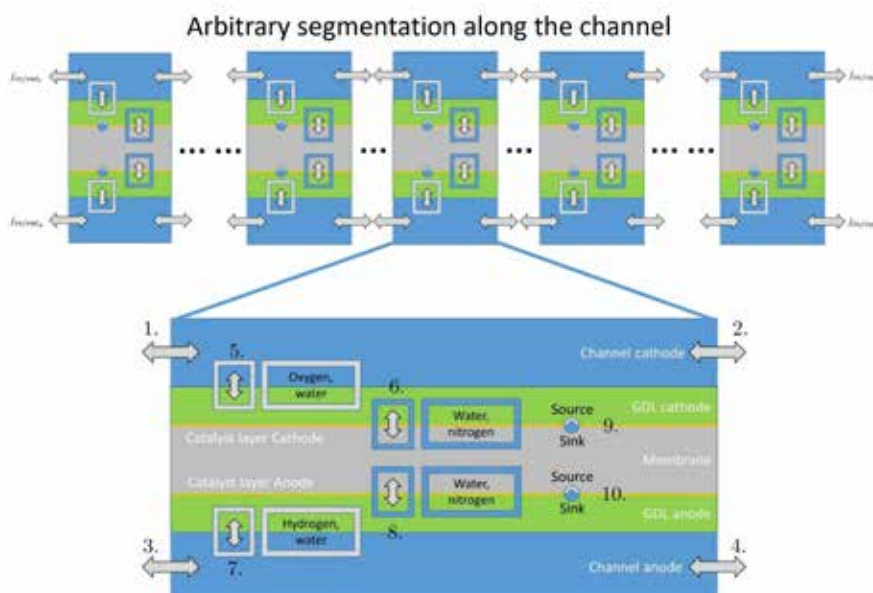 Arbitrary segmentation along the channel
... ... ... ... ... ...
1.
2.
5.
Channel cathode
Oxygen,
water
6.
GDL cathode
Water,
nitrogen
Source
9.
Sink
Catalyst layer Cathode
Membrane
Catalyst layer Anode
Water,
nitrogen
Source
10.
Sink
GDL anode
Hydrogen,
water
8.
3.
4.
7.
Channel anode